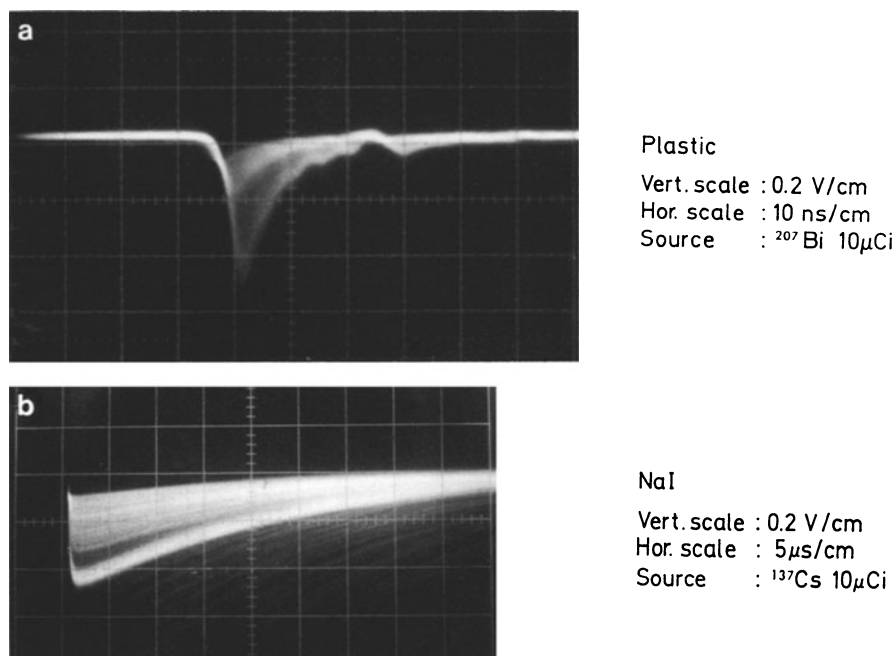 a
Plastic
Vert. scale : 0.2 V/cm
Hor. scale : 10 ns/cm
Source : ²⁰⁷Bi 10μCi
b
NaI
Vert. scale : 0.2 V/cm
Hor. scale : 5μs/cm
Source : ¹³⁷Cs 10μCi